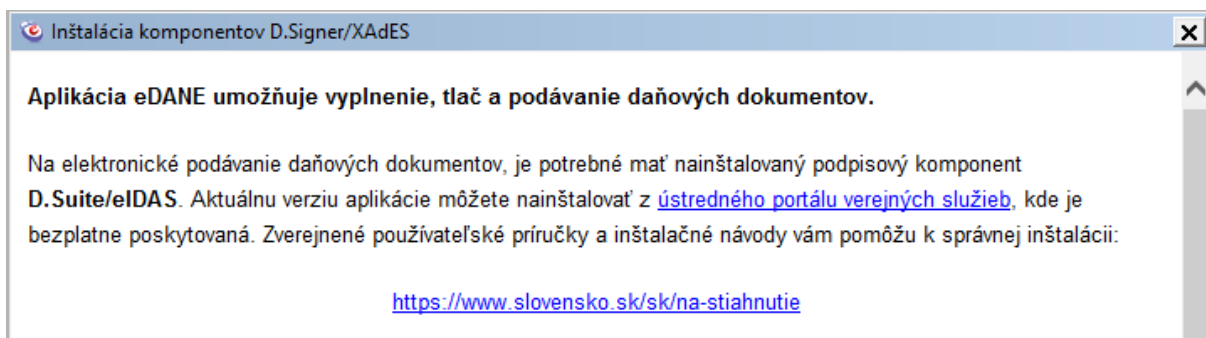 Inštalácia komponentov D.Signer/XAdES
Aplikácia eDANE umožňuje vyplnenie, tlač a podávanie daňových dokumentov.
Na elektronické podávanie daňových dokumentov, je potrebné mať nainštalovaný podpisový komponent
D.Suite/eIDAS. Aktuálnu verziu aplikácie môžete nainštalovať z ústredného portálu verejných služieb, kde je
bezplatne poskytovaná. Zverejnené používateľské príručky a inštalačné návody vám pomôžu k správnej inštalácii:
https://www.slovensko.sk/sk/na-stiahnutie